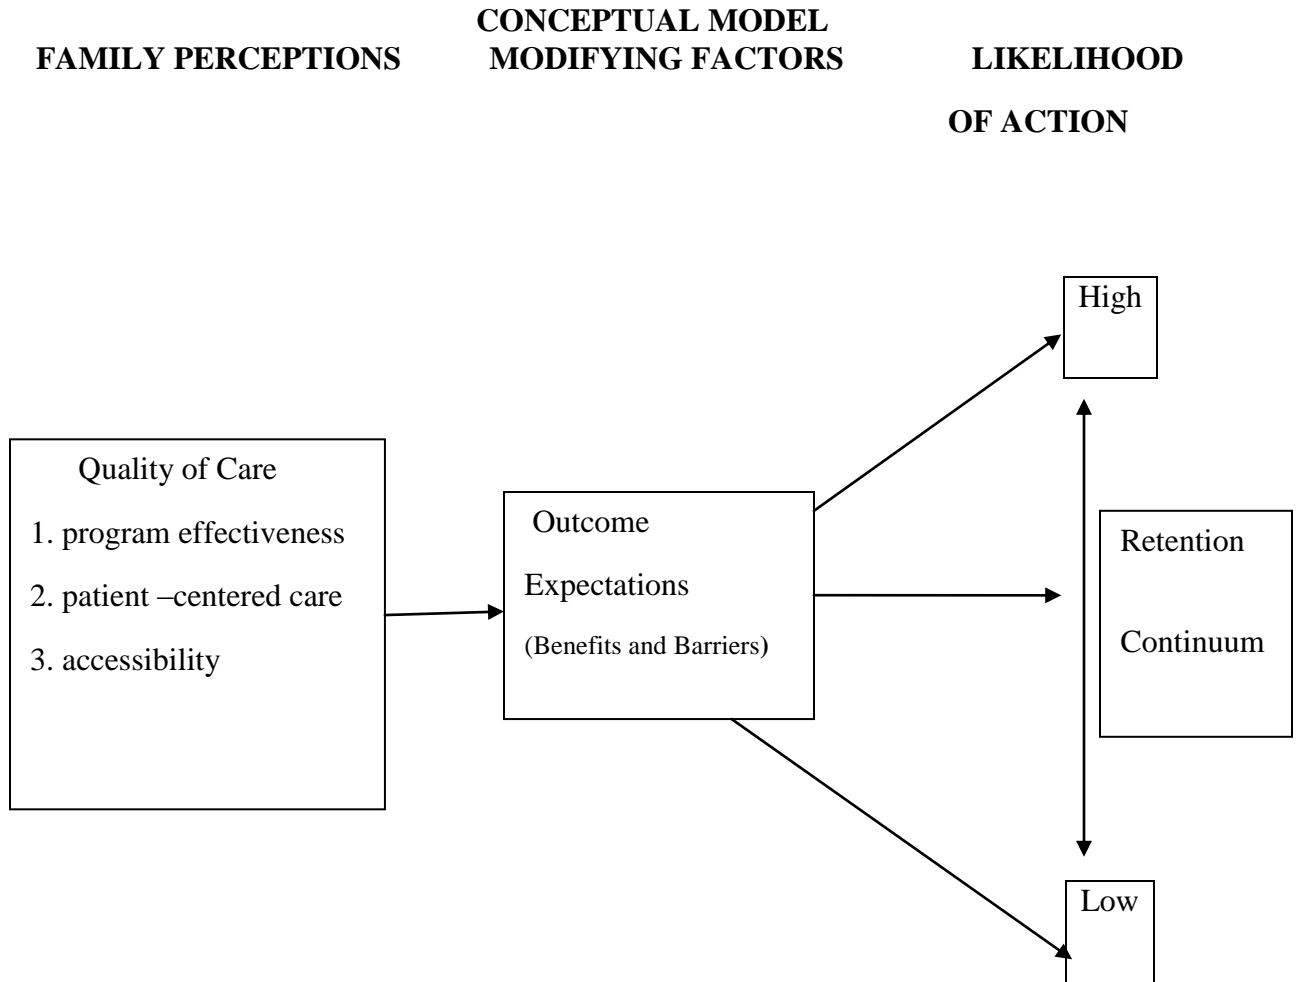 CONCEPTUAL MODEL
FAMILY PERCEPTIONS MODIFYING FACTORS LIKELIHOOD
OF ACTION
High
Quality of Care
1. program effectiveness
2. patient –centered care
3. accessibility
Outcome
Expectations
(Benefits and Barriers)
Retention
Continuum
Low